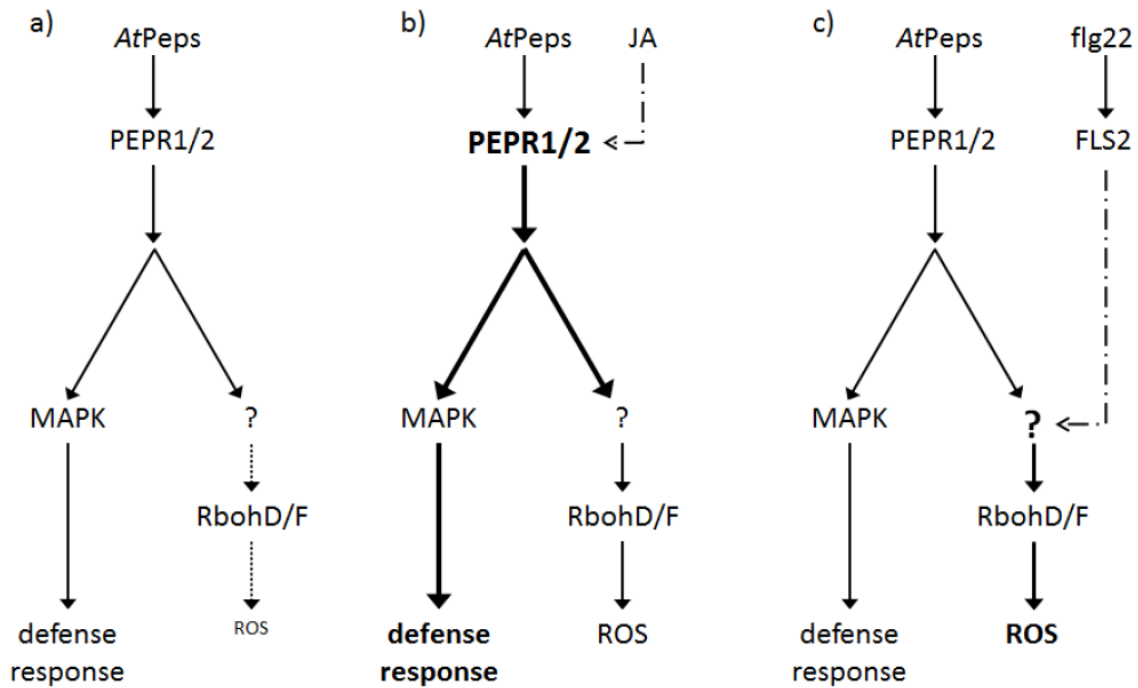 a)
AtPeps
PEPR1/2
MAPK
?
RbohD/F
defense
response
ROS
b)
AtPeps
JA
PEPR1/2
MAPK
?
RbohD/F
defense
response
ROS
c)
AtPeps
flg22
PEPR1/2
FLS2
MAPK
?
RbohD/F
defense
response
ROS